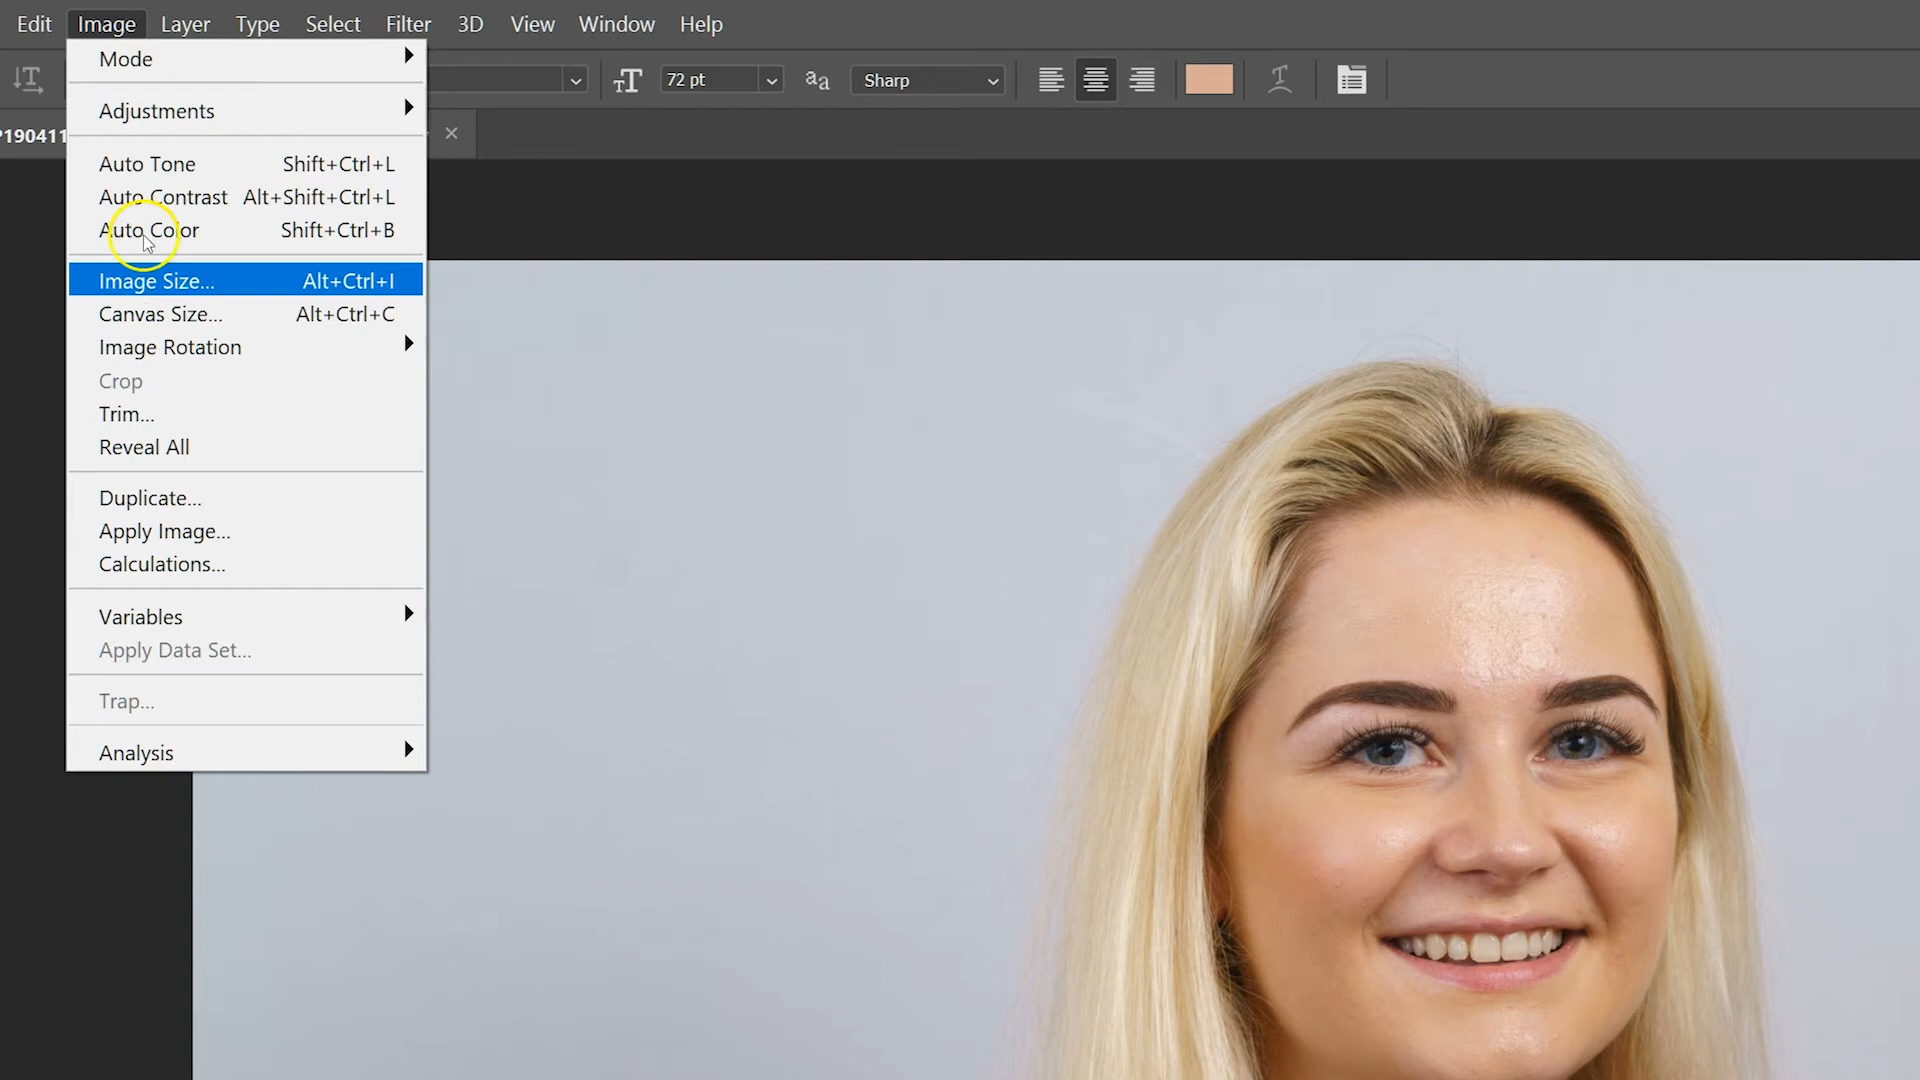 Edit Image Layer Type Select Filter 3D View Window Help
72 pt Sharp
P190411
Mode
Adjustments
Auto Tone Shift+Ctrl+L
Auto Contrast Alt+Shift+Ctrl+L
Auto Color Shift+Ctrl+B
Image Size... Alt+Ctrl+I
Canvas Size... Alt+Ctrl+C
Image Rotation
Crop
Trim...
Reveal All
Duplicate...
Apply Image...
Calculations...
Variables
Apply Data Set...
Trap...
Analysis